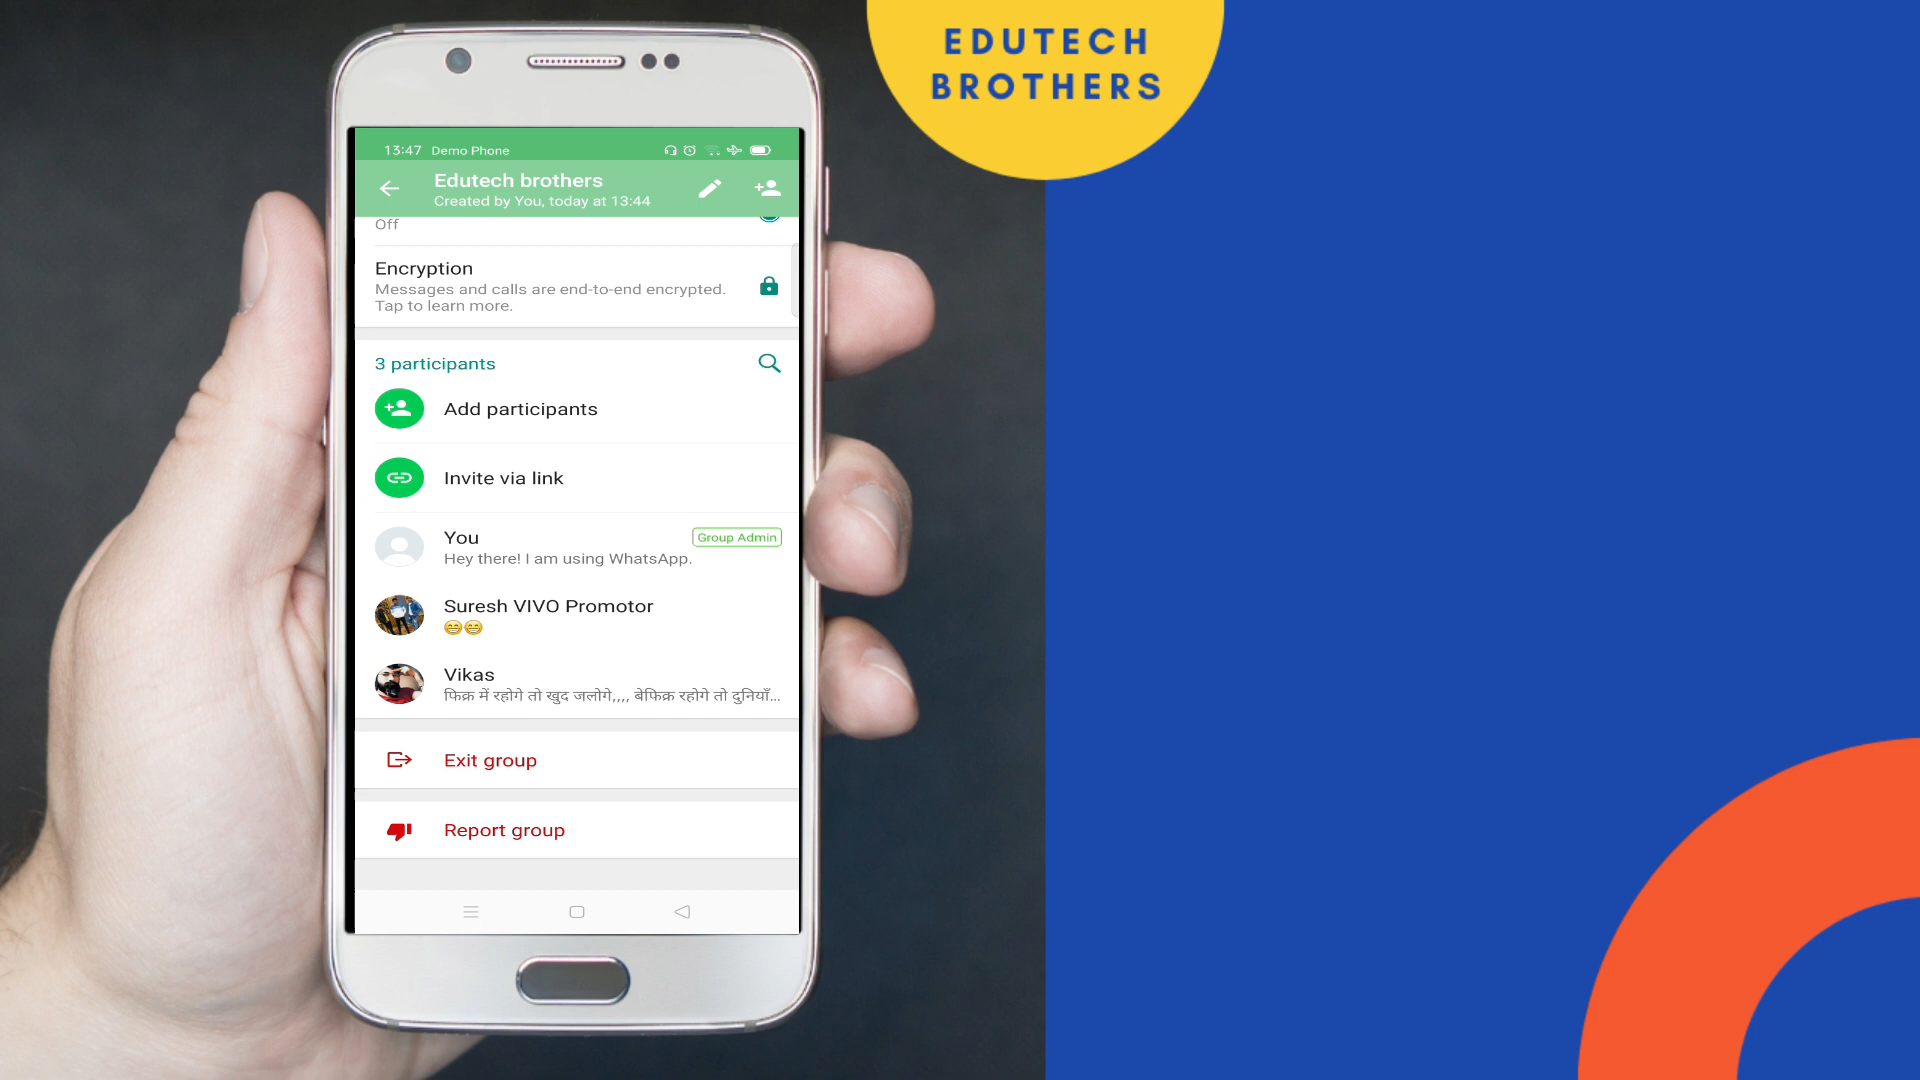 EDUTECH
BROTHERS
13:47 Demo Phone
Edutech brothers
Created by You, today at 13:44
Off
Encryption
Messages and calls are end-to-end encrypted.
Tap to learn more.
3 participants
Add participants
Invite via link
You
Group Admin
Hey there! I am using WhatsApp.
Suresh VIVO Promotor
😁😁
Vikas
फिक्र में रहोगे तो खुद जलोगे,,,, बेफिक्र रहोगे तो दुनियाँ...
Exit group
Report group